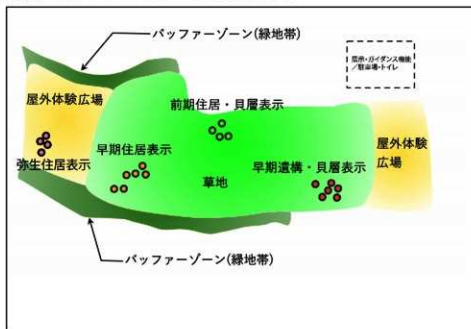 バッファーゾーン(緑地帯)
展示・ガイダンス機能
／駐車場・トイレ
屋外体験広場
前期住居・貝層表示
早期住居表示
屋外体験
広場
弥生住居表示
早期遺構・貝層表示
草地
バッファーゾーン(緑地帯)